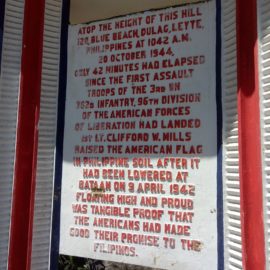 ATOP THE HEIGHT OF THIS HILL
120, BLUE BEACH, DULAG, LEYTE,
PHILIPPINES AT 1042 A.M.
20 OCTOBER 1944,
ONLY 42 MINUTES HAD ELAPSED
SINCE THE FIRST ASSAULT
TROOPS OF THE 3RD BN
382D INFANTRY, 96TH DIVISION
OF THE AMERICAN FORCES
OF LIBERATION HAD LANDED
1ST LT. CLIFFORD W. MILLS
RAISED THE AMERICAN FLAG
IN PHILIPPINE SOIL AFTER IT
HAD BEEN LOWERED AT
BATAAN ON 9 APRIL 1942
FLOATING HIGH AND PROUD
WAS TANGIBLE PROOF THAT
THE AMERICANS HAD MADE
GOOD THEIR PROMISE TO THE
FILIPINOS.